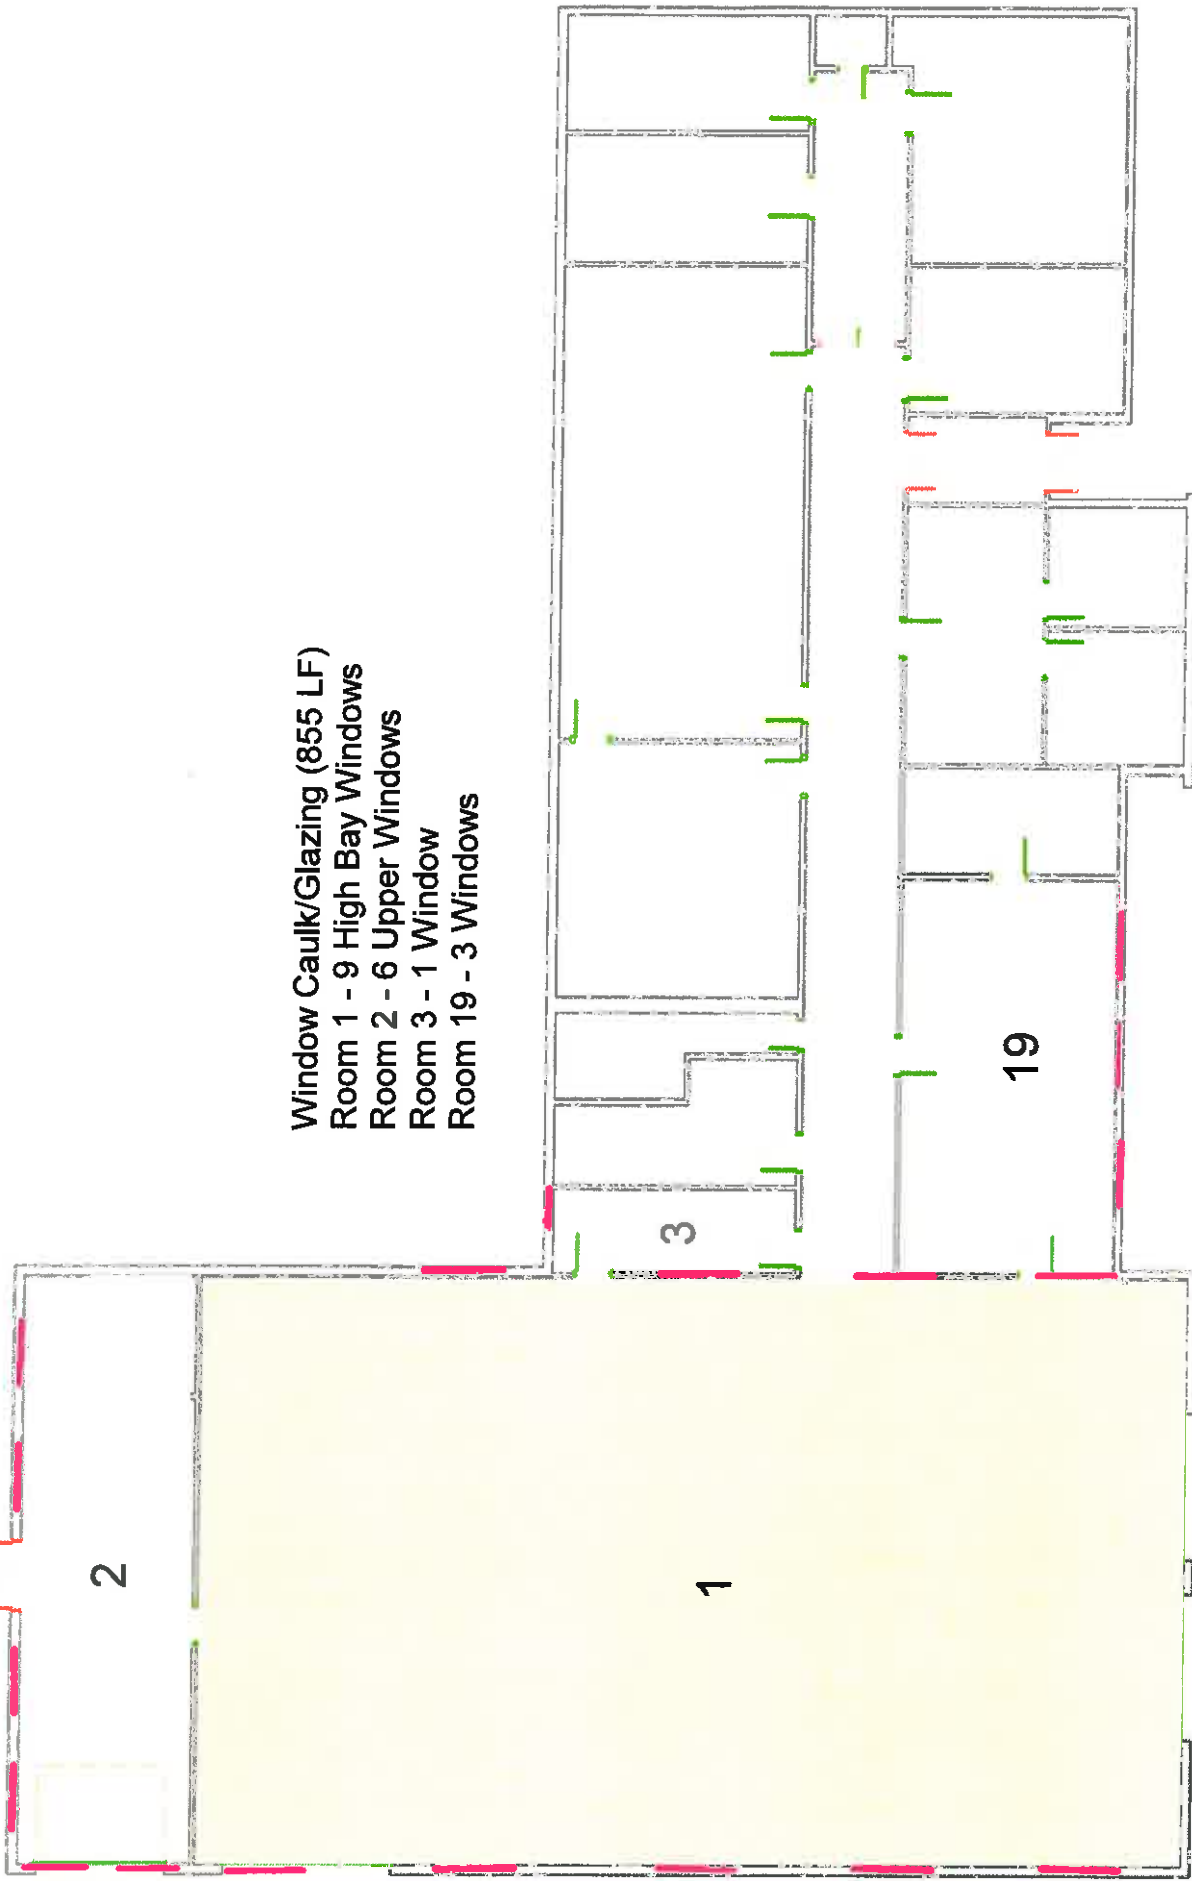 Window Caulk/Glazing (855 LF)
Room 1 - 9 High Bay Windows
Room 2 - 6 Upper Windows
Room 3 - 1 Window
Room 19 - 3 Windows
2
1
3
19